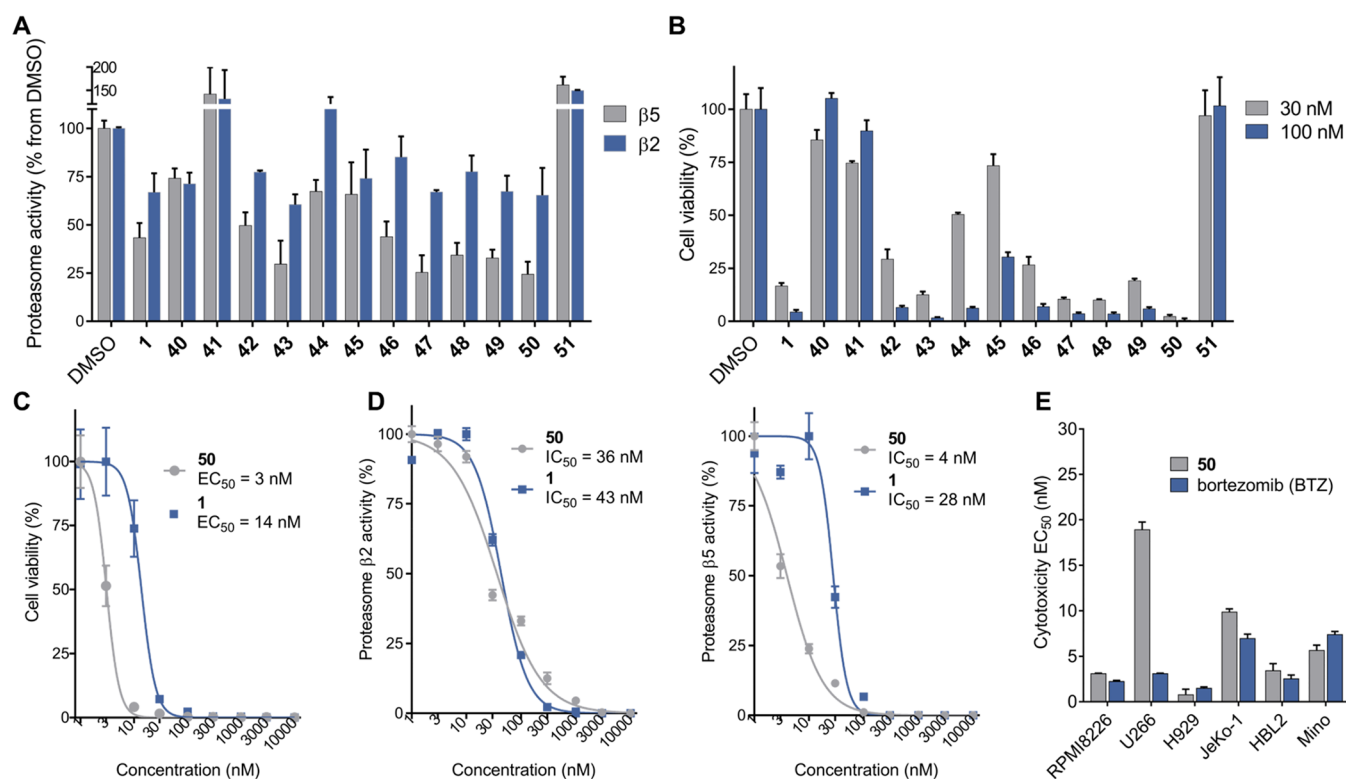 A
Proteasome activity (% from DMSO)
200
150
100
75
50
25
0
β5
β2
DMSO
1
40
41
42
43
44
45
46
47
48
49
50
51
B
Cell viability (%)
100
75
50
25
0
30 nM
100 nM
DMSO
1
40
41
42
43
44
45
46
47
48
49
50
51
C
Cell viability (%)
100
75
50
25
0
50
EC50 = 3 nM
1
EC50 = 14 nM
1
3
10
30
100
300
1000
3000
10000
Concentration (nM)
D
Proteasome β2 activity (%)
100
75
50
25
0
50
IC50 = 36 nM
1
IC50 = 43 nM
1
3
10
30
100
300
1000
3000
10000
Concentration (nM)
Proteasome β5 activity (%)
100
75
50
25
0
50
IC50 = 4 nM
1
IC50 = 28 nM
1
3
10
30
100
300
1000
3000
10000
Concentration (nM)
E
Cytotoxicity EC50 (nM)
30
25
20
15
10
5
0
50
bortezomib (BTZ)
RPMI8226
U266
H929
JeKo-1
HBL2
Mino